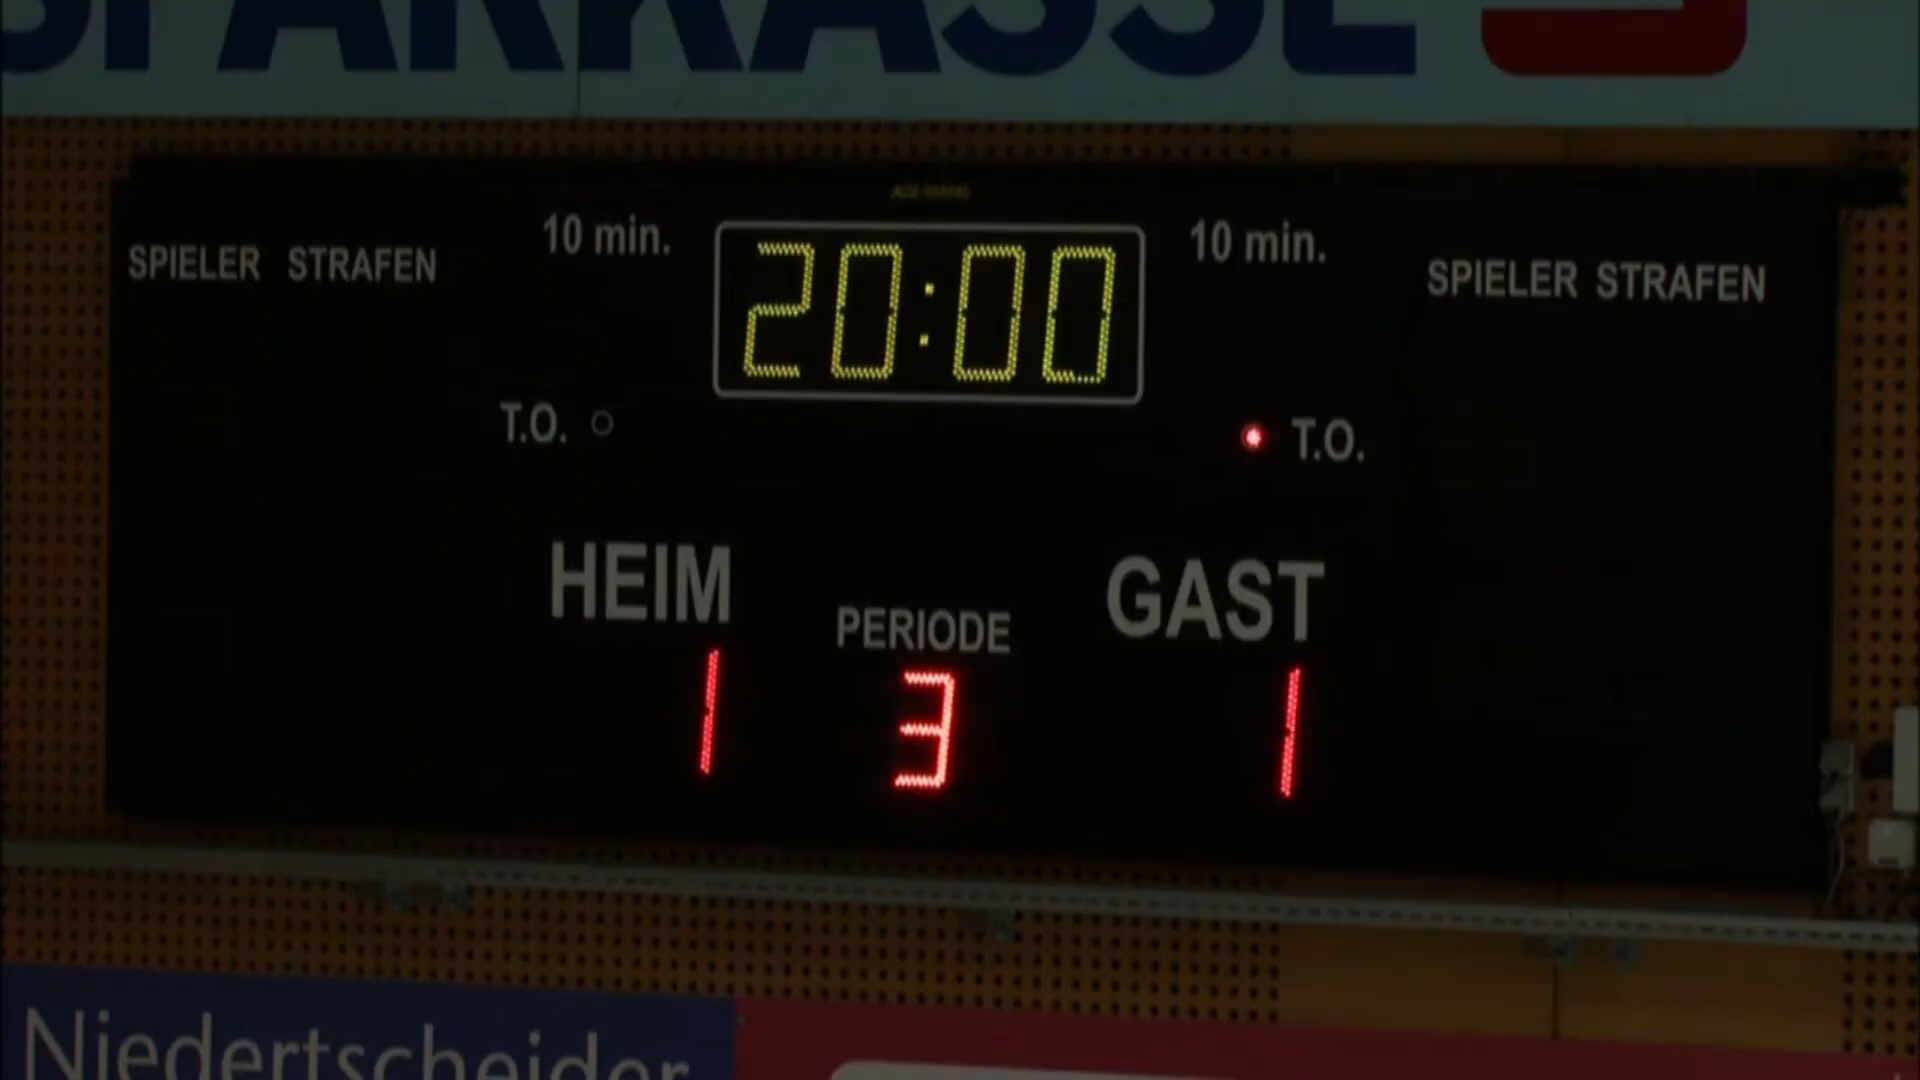 SPARKASSE
10 min.
20:00
10 min.
SPIELER STRAFEN
SPIELER STRAFEN
T.O.
T.O.
HEIM
PERIODE
GAST
1
3
1
Niedertscheider